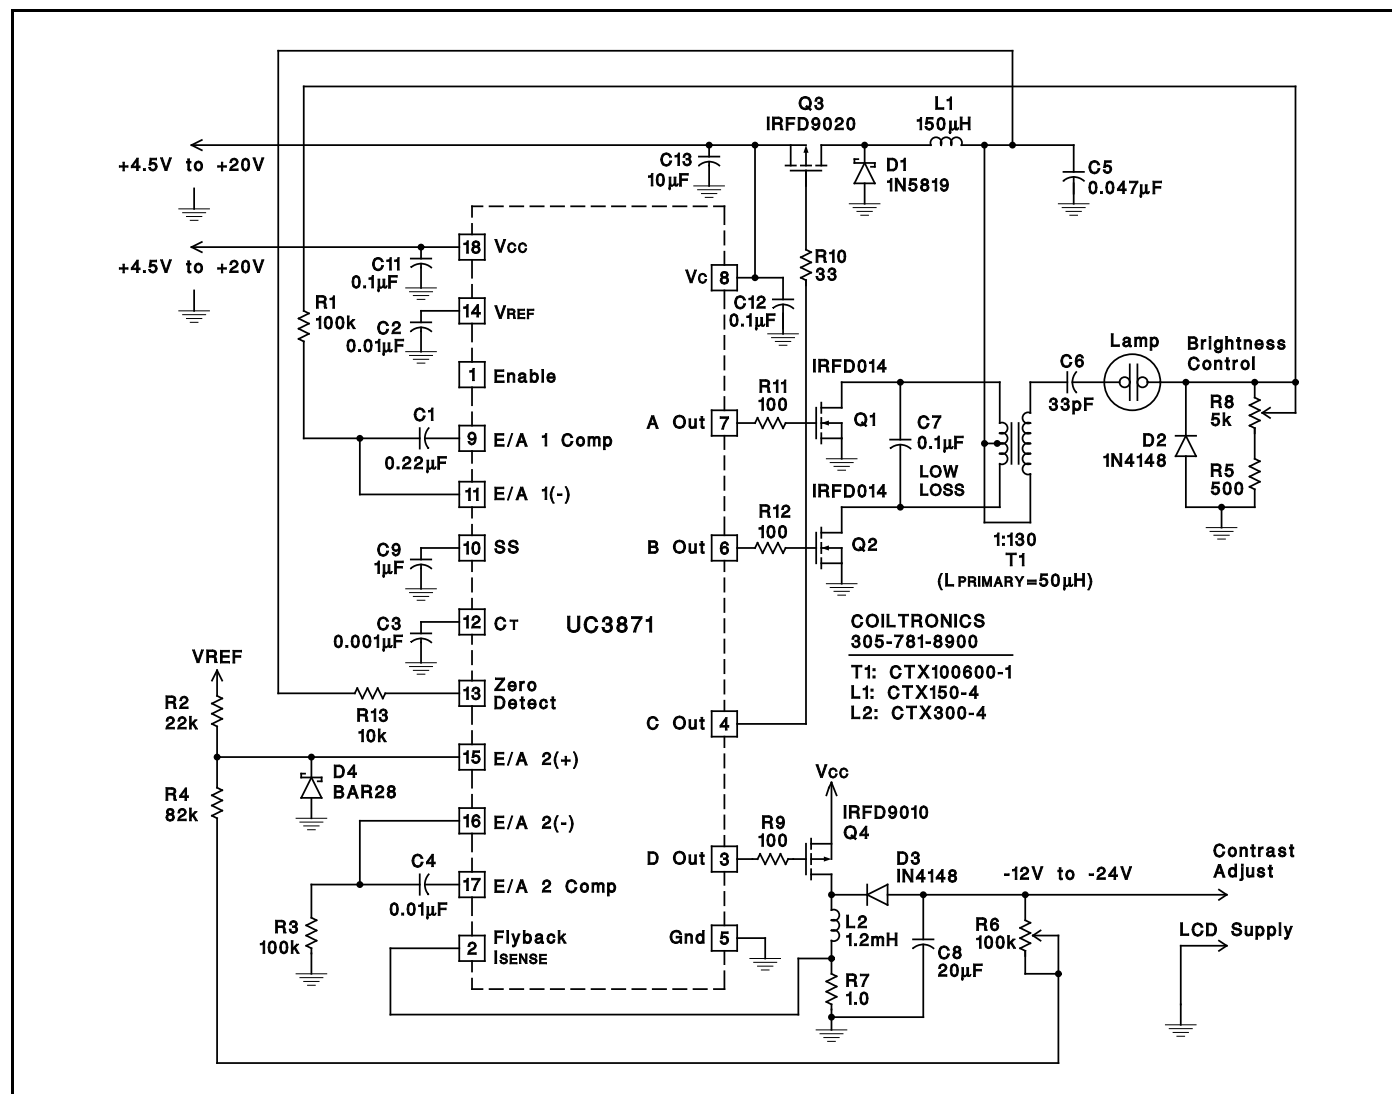 Q3
IRFD9020
L1
150µH
+4.5V to +20V
C13
10µF
D1
1N5819
C5
0.047µF
+4.5V to +20V
18
Vcc
C11
0.1µF
R10
33
Vc
8
C12
0.1µF
R1
100k
14
VREF
C2
0.01µF
1
Enable
IRFD014
C6
33pF
Lamp
Brightness
Control
R11
100
A Out
7
Q1
C7
0.1µF
LOW
LOSS
R8
5k
D2
1N4148
R5
500
C1
0.22µF
9
E/A 1 Comp
11
E/A 1(-)
IRFD014
R12
100
B Out
6
Q2
1:130
T1
(LPRIMARY=50µH)
C9
1µF
10
SS
C3
0.001µF
12
CT
UC3871
COILTRONICS
305-781-8900
T1: CTX100600-1
L1: CTX150-4
L2: CTX300-4
VREF
R2
22k
R13
10k
13
Zero
Detect
C Out
4
15
E/A 2(+)
D4
BAR28
R4
82k
16
E/A 2(-)
Vcc
IRFD9010
Q4
R9
100
D Out
3
D3
IN4148
-12V to -24V
Contrast
Adjust
C4
0.01µF
17
E/A 2 Comp
R3
100k
Gnd
5
L2
1.2mH
C8
20µF
R6
100k
LCD Supply
2
Flyback
ISENSE
R7
1.0